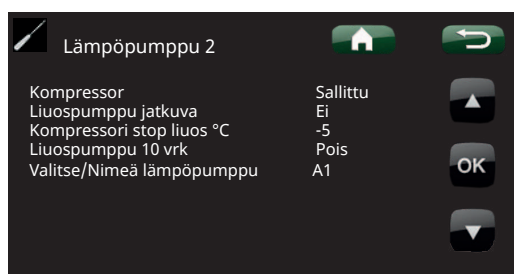 Lämpöpumppu 2
Kompressor Sallittu
Liuospumppu jatkuva Ei
Kompressori stop liuos °C -5
Liuospumppu 10 vrk Pois
Valitse/Nimeä lämpöpumppu A1
OK